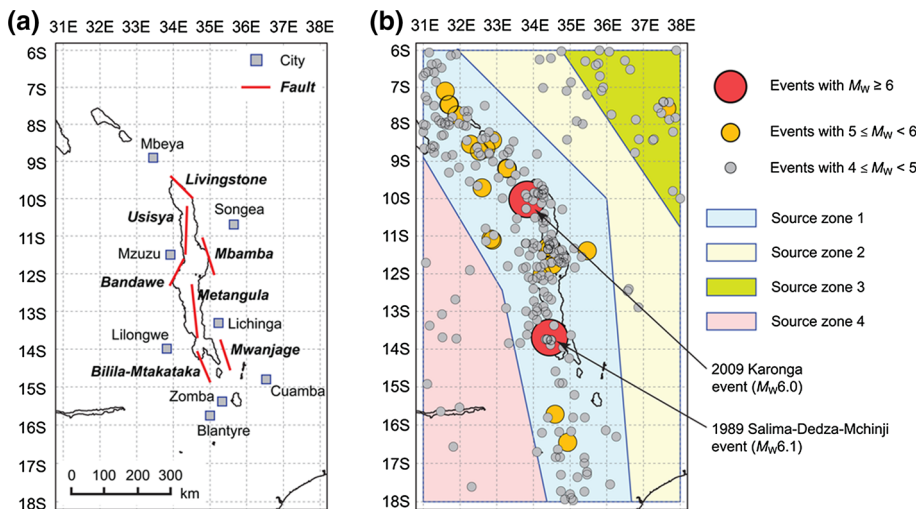 (a)
31E 32E 33E 34E 35E 36E 37E 38E
6S
7S
8S
9S
10S
11S
12S
13S
14S
15S
16S
17S
18S
City
Fault
Mbeya
Livingstone
Songea
Usisya
Mzuzu
Mbamba
Bandawe
Metangula
Lichinga
Lilongwe
Mwanjage
Bilila-Mtakataka
Cuamba
Zomba
Blantyre
0 100 200 300
km
(b)
31E 32E 33E 34E 35E 36E 37E 38E
6S
7S
8S
9S
10S
11S
12S
13S
14S
15S
16S
17S
18S
Events with MW ≥ 6
Events with 5 ≤ MW < 6
Events with 4 ≤ MW < 5
Source zone 1
Source zone 2
Source zone 3
Source zone 4
2009 Karonga
event (MW6.0)
1989 Salima-Dedza-Mchinji
event (MW6.1)